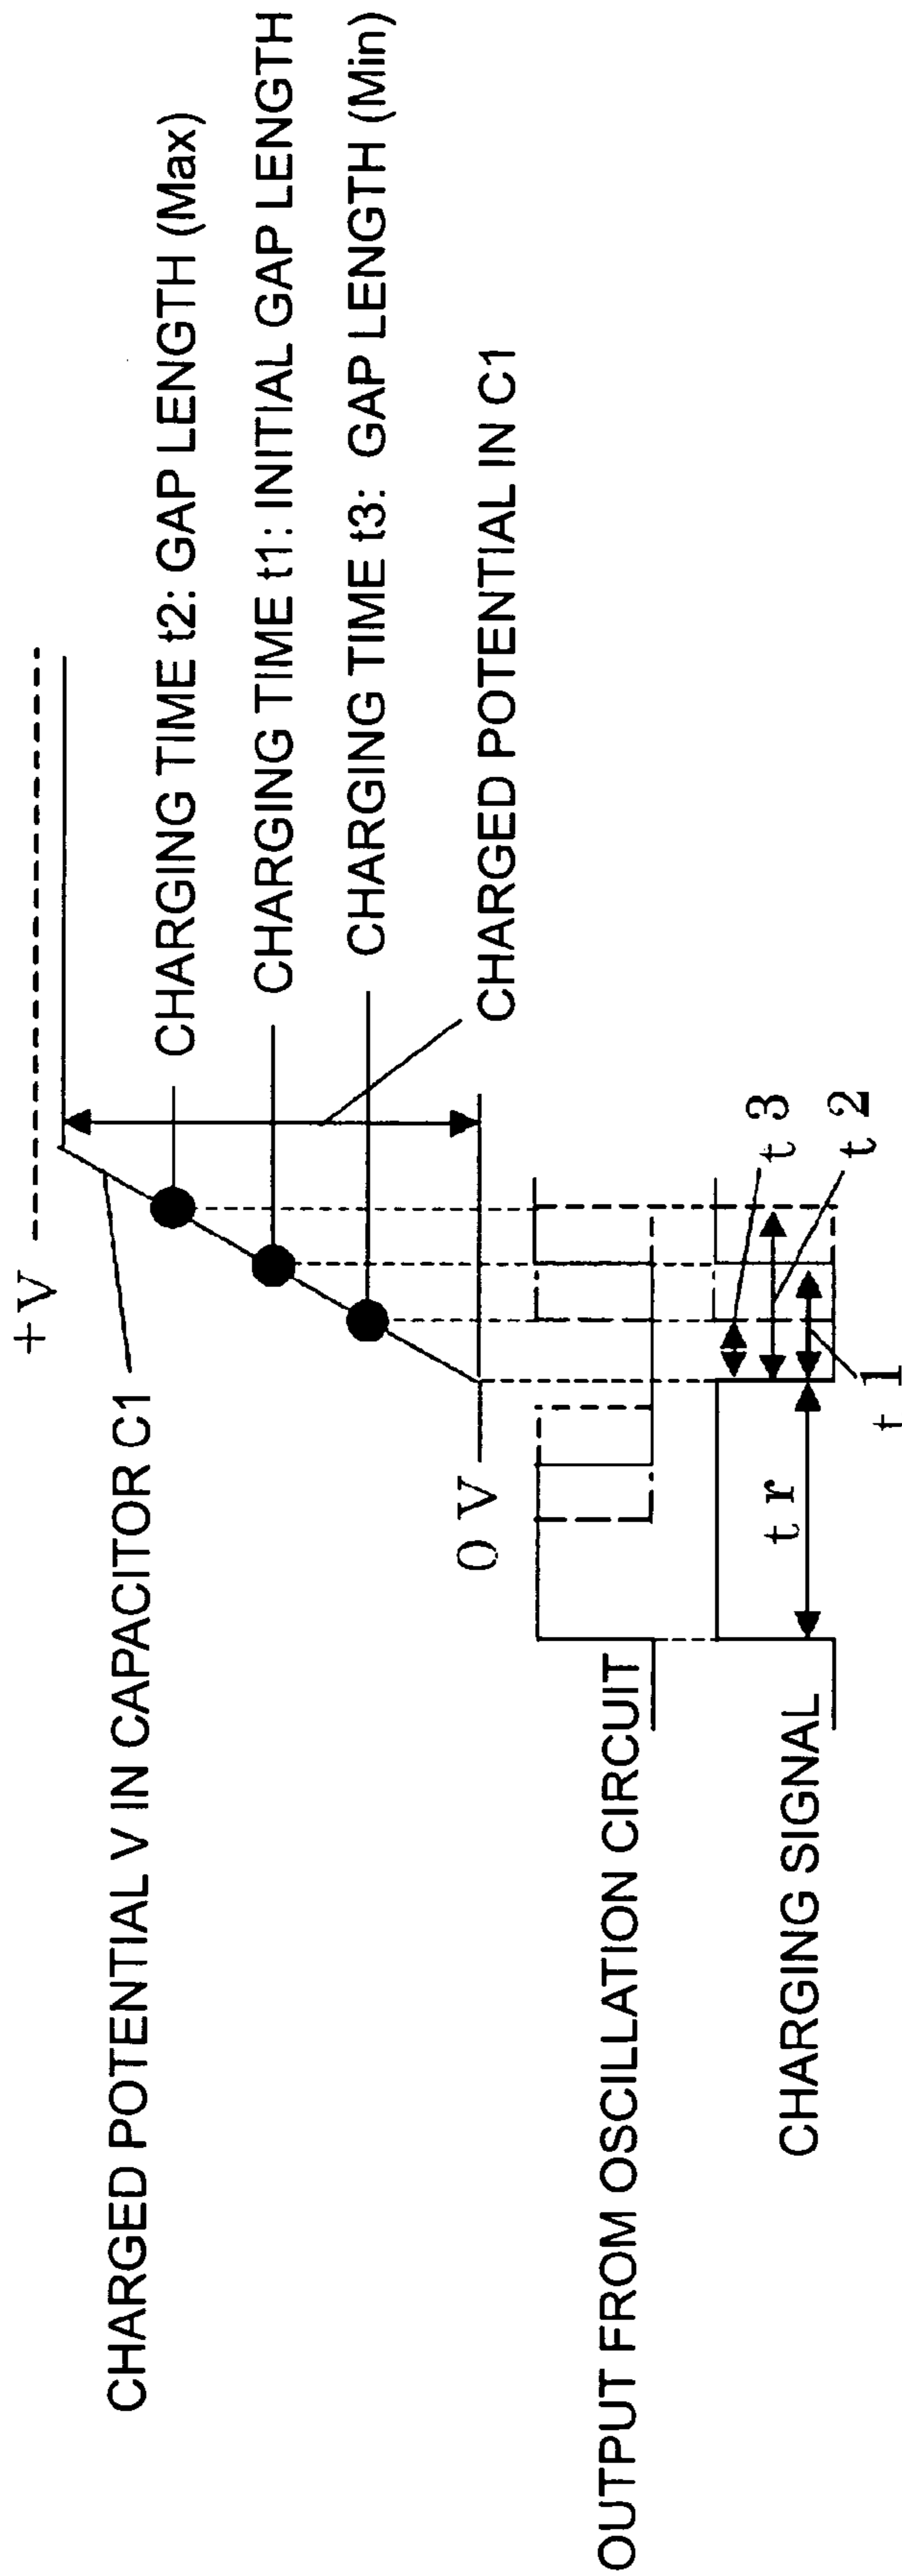 +V
CHARGED POTENTIAL V IN CAPACITOR C1
CHARGING TIME t2: GAP LENGTH (Max)
CHARGING TIME t1: INITIAL GAP LENGTH
CHARGING TIME t3: GAP LENGTH (Min)
0 V
CHARGED POTENTIAL IN C1
OUTPUT FROM OSCILLATION CIRCUIT
CHARGING SIGNAL
t r
t 3
t 2
t 1